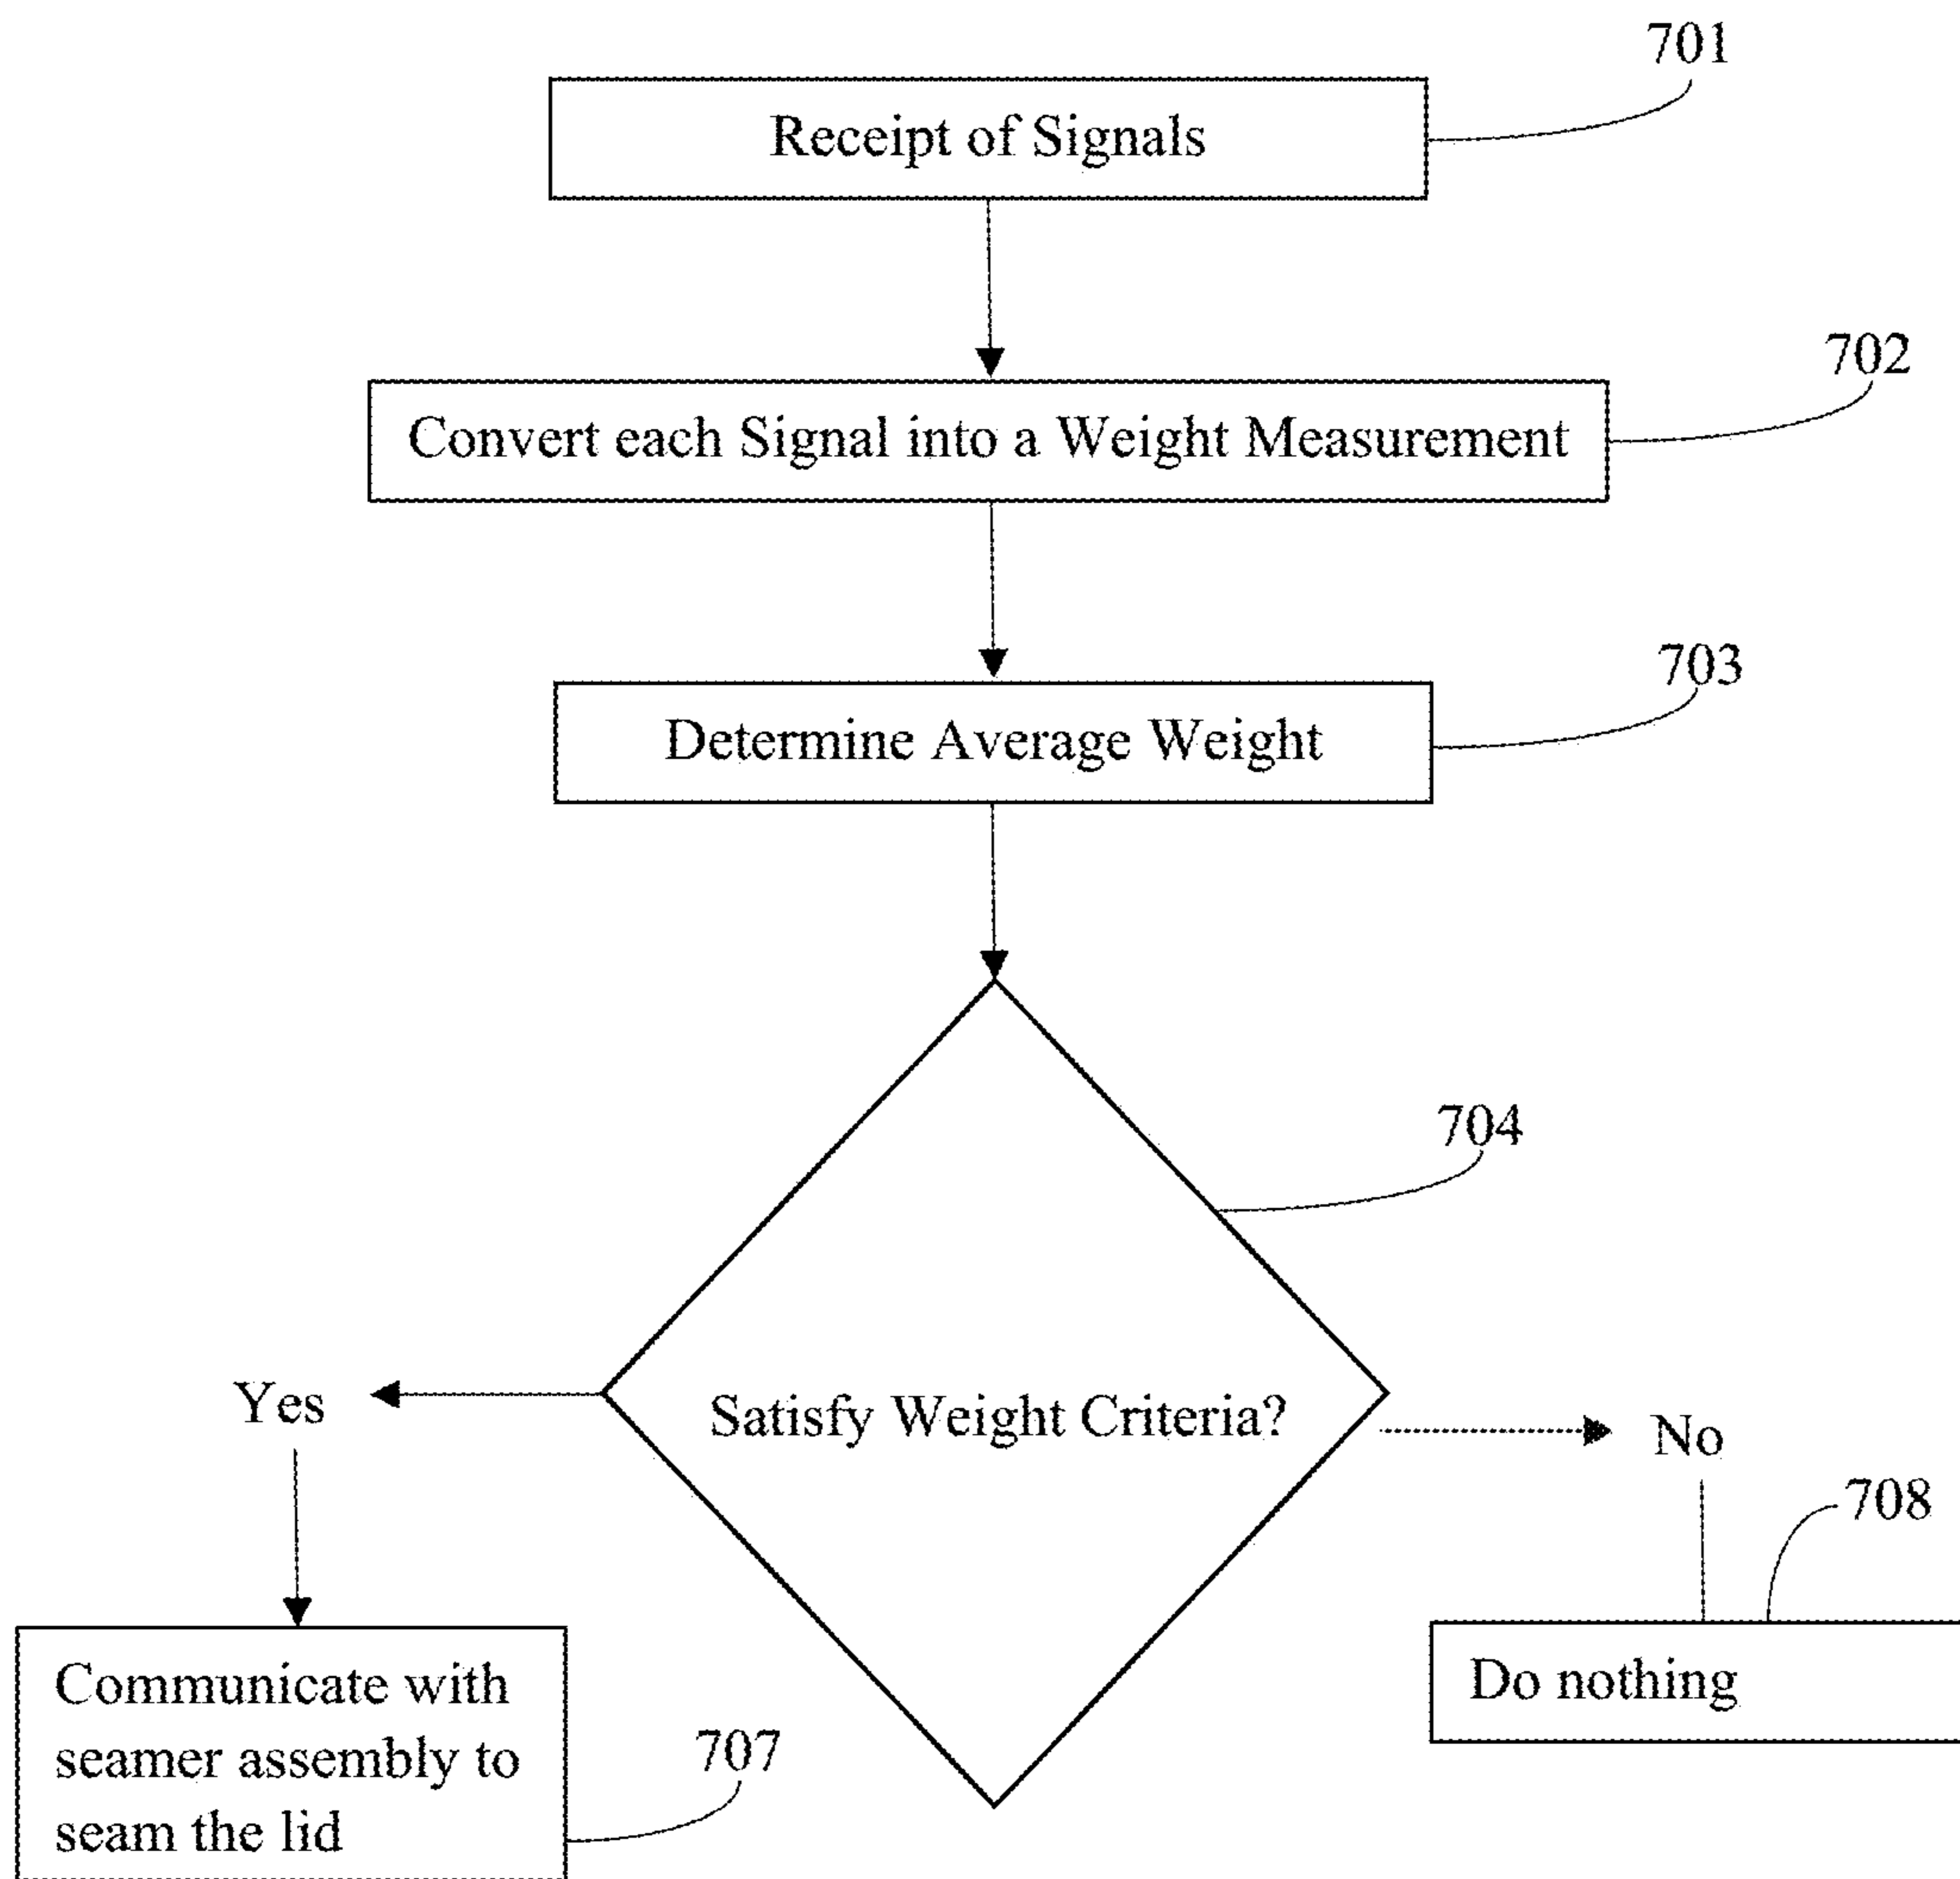 701
Receipt of Signals
702
Convert each Signal into a Weight Measurement
703
Determine Average Weight
704
Satisfy Weight Criteria?
Yes
No
708
Do nothing
Communicate with
seamer assembly to
seam the lid
707